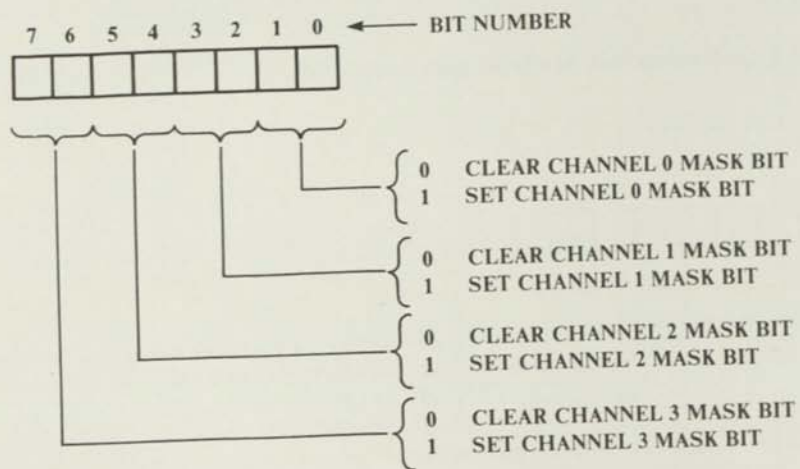 7 6 5 4 3 2 1 0 BIT NUMBER
0 CLEAR CHANNEL 0 MASK BIT
1 SET CHANNEL 0 MASK BIT
0 CLEAR CHANNEL 1 MASK BIT
1 SET CHANNEL 1 MASK BIT
0 CLEAR CHANNEL 2 MASK BIT
1 SET CHANNEL 2 MASK BIT
0 CLEAR CHANNEL 3 MASK BIT
1 SET CHANNEL 3 MASK BIT